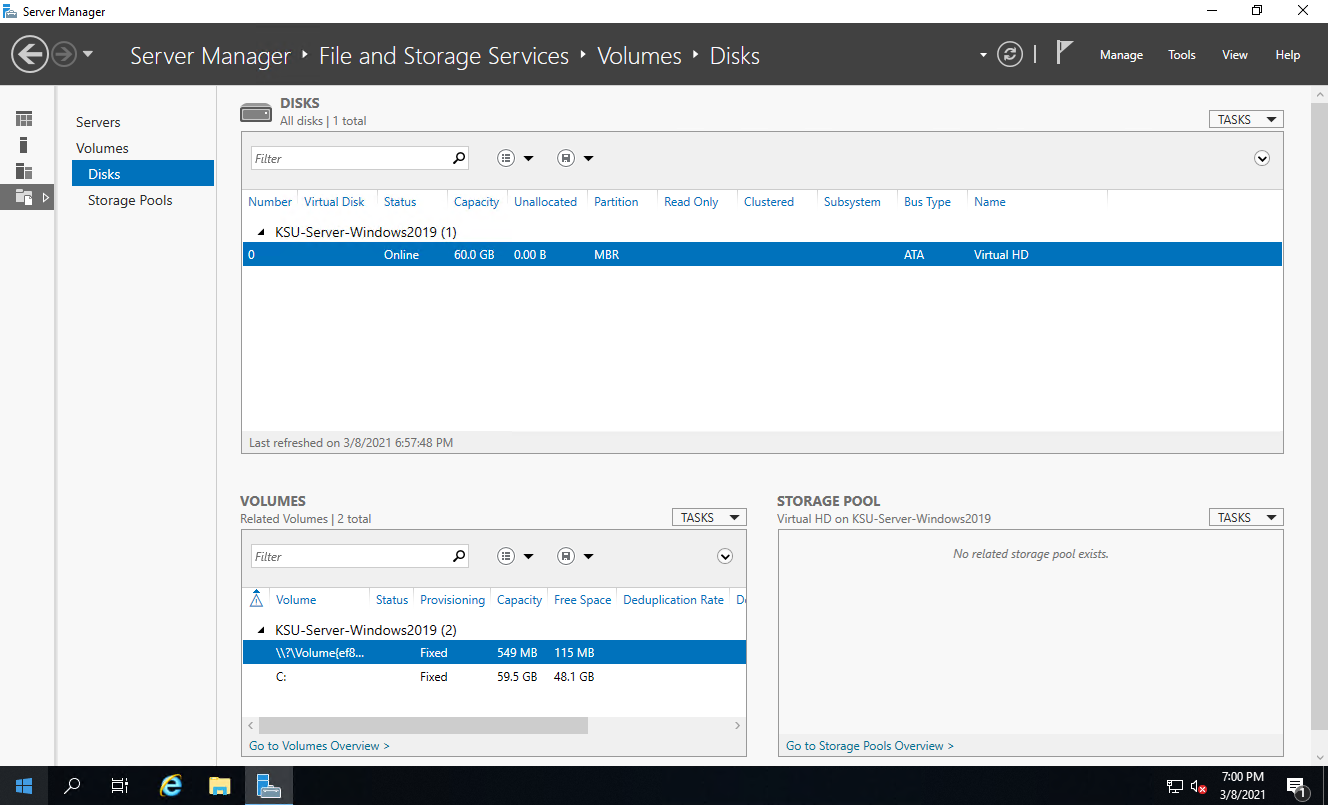 Server Manager
Server Manager ‣ File and Storage Services ‣ Volumes ‣ Disks
Manage Tools View Help
Servers
Volumes
Disks
Storage Pools
DISKS
All disks | 1 total
TASKS
Filter
Number Virtual Disk Status Capacity Unallocated Partition Read Only Clustered Subsystem Bus Type Name
KSU-Server-Windows2019 (1)
0 Online 60.0 GB 0.00 B MBR ATA Virtual HD
Last refreshed on 3/8/2021 6:57:48 PM
VOLUMES
Related Volumes | 2 total
TASKS
Filter
Volume Status Provisioning Capacity Free Space Deduplication Rate De
KSU-Server-Windows2019 (2)
\\?\Volume{ef8... Fixed 549 MB 115 MB
C: Fixed 59.5 GB 48.1 GB
Go to Volumes Overview >
STORAGE POOL
Virtual HD on KSU-Server-Windows2019
TASKS
No related storage pool exists.
Go to Storage Pools Overview >
7:00 PM
3/8/2021
1